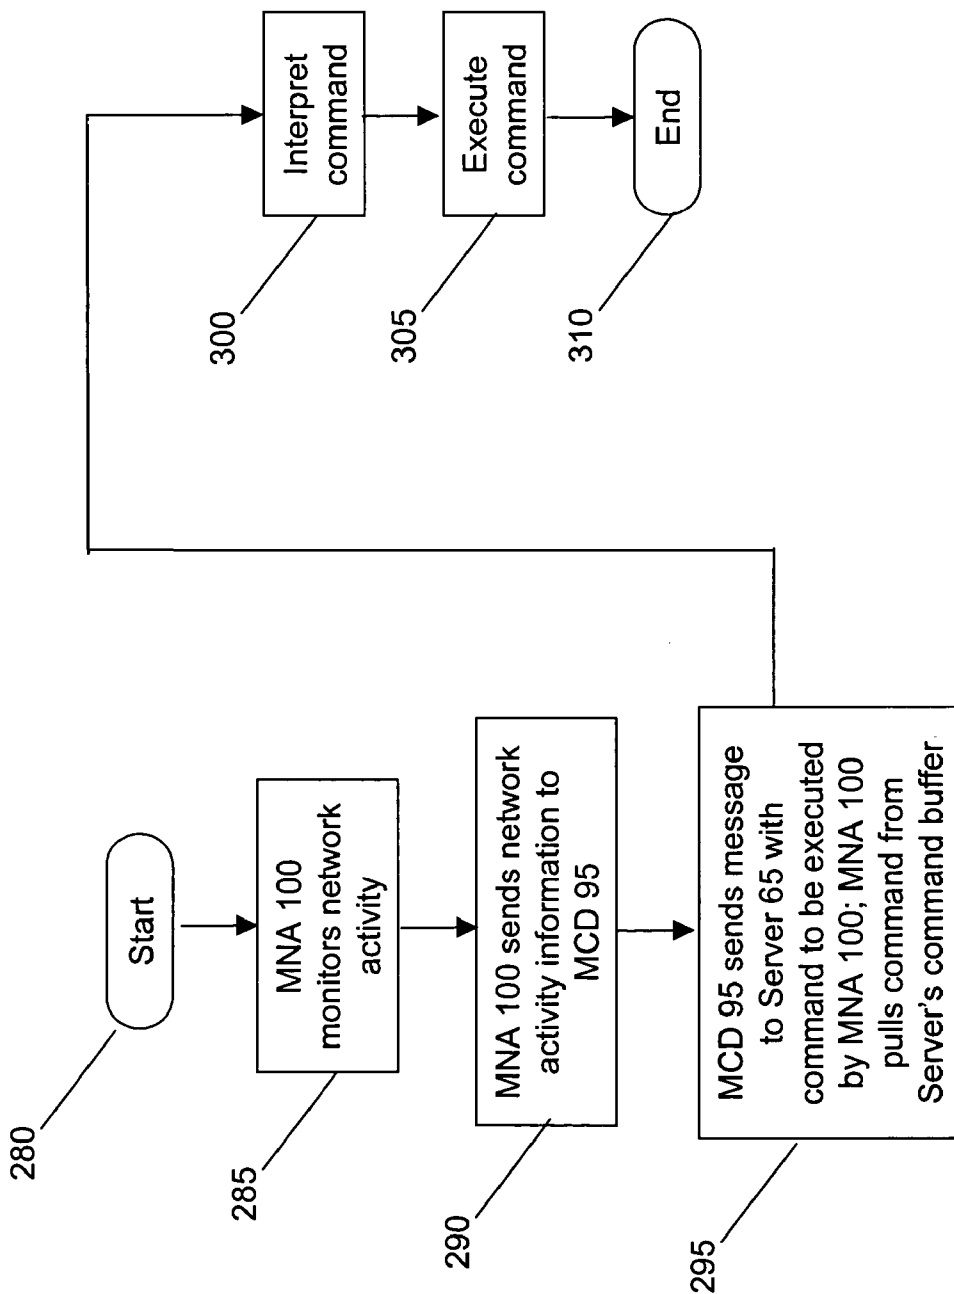 Start
280
MNA 100
monitors network
activity
285
MNA 100 sends network
activity information to
MCD 95
290
MCD 95 sends message
to Server 65 with
command to be executed
by MNA 100; MNA 100
pulls command from
Server's command buffer
295
Interpret
command
300
Execute
command
305
End
310